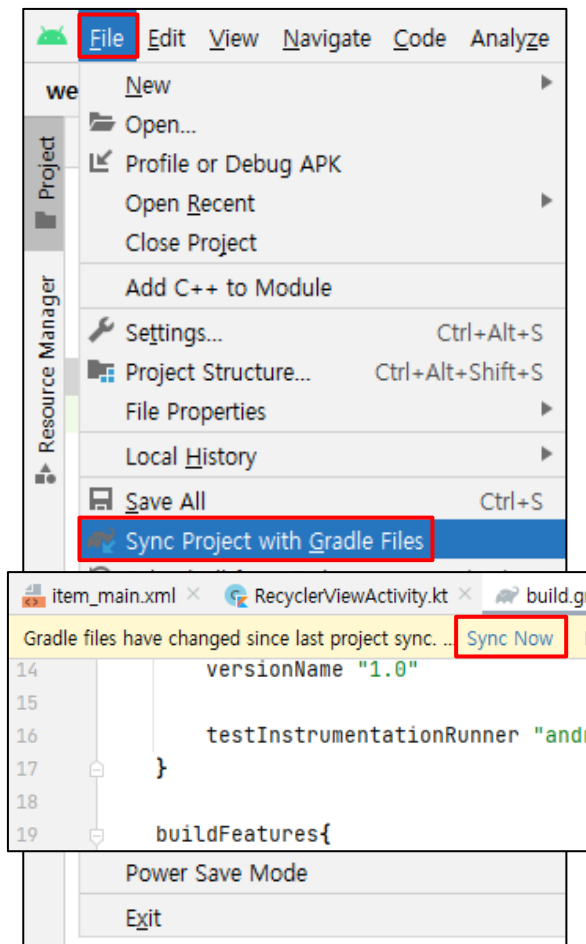 File Edit View Navigate Code Analyze
we
New
Open...
Profile or Debug APK
Open Recent
Close Project
Add C++ to Module
Settings... Ctrl+Alt+S
Project Structure... Ctrl+Alt+Shift+S
File Properties
Local History
Save All Ctrl+S
Sync Project with Gradle Files
Project
Resource Manager
item_main.xml RecyclerViewActivity.kt build.gr
Gradle files have changed since last project sync. ... Sync Now
14 versionName "1.0"
15
16 testInstrumentationRunner "andr
17 }
18
19 buildFeatures{
Power Save Mode
Exit